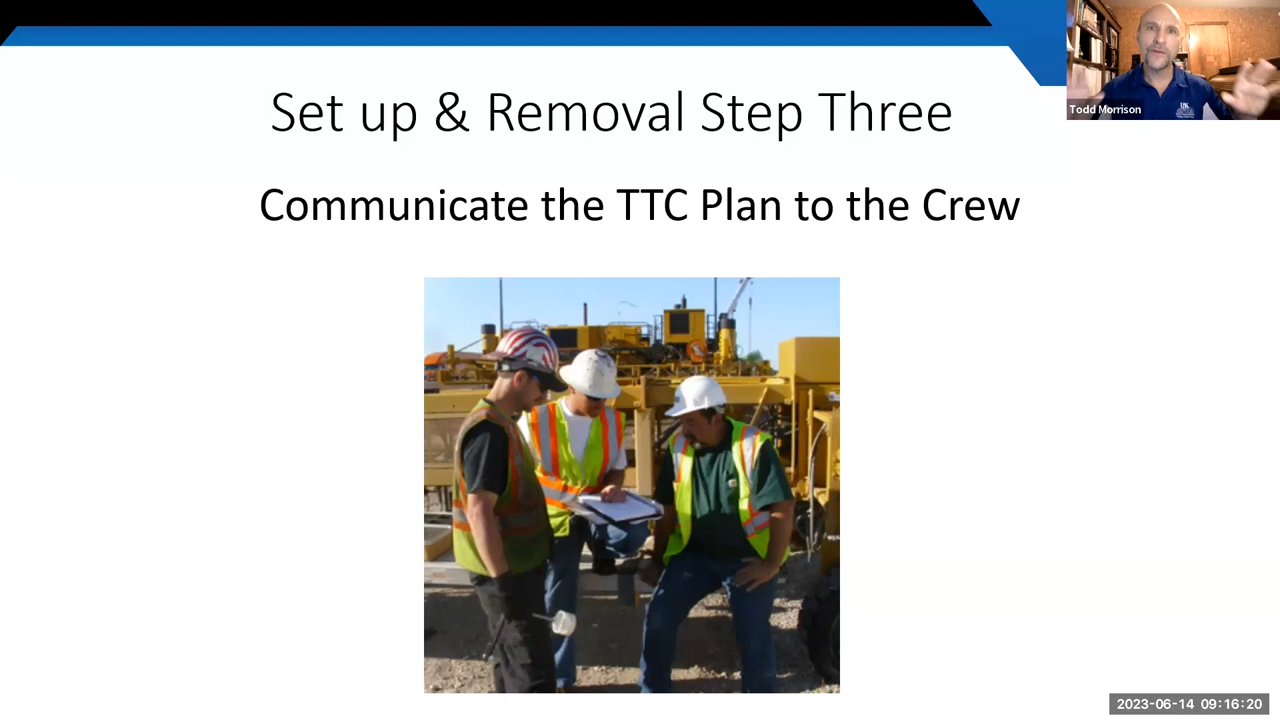 Set up & Removal Step Three
Todd Morrison
Communicate the TTC Plan to the Crew
UK
2023-06-14 09:16:20